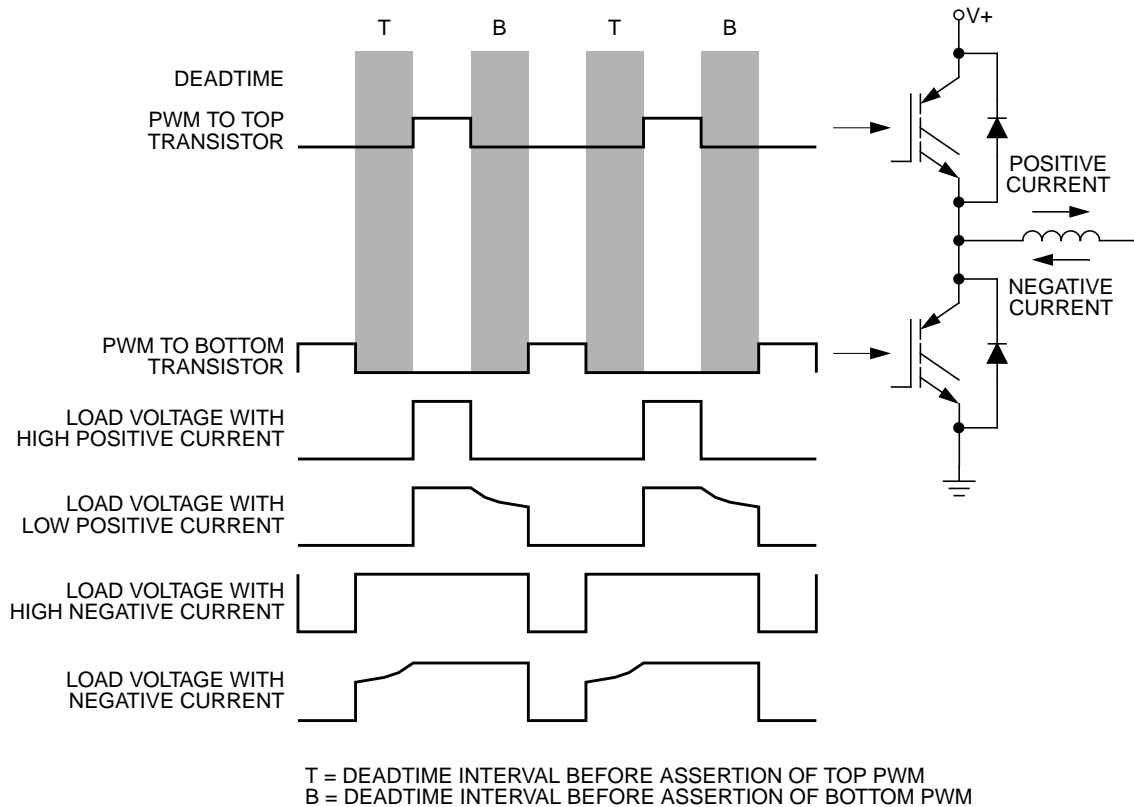 T B T B
V+
DEADTIME
PWM TO TOP
TRANSISTOR
POSITIVE
CURRENT
NEGATIVE
CURRENT
PWM TO BOTTOM
TRANSISTOR
LOAD VOLTAGE WITH
HIGH POSITIVE CURRENT
LOAD VOLTAGE WITH
LOW POSITIVE CURRENT
LOAD VOLTAGE WITH
HIGH NEGATIVE CURRENT
LOAD VOLTAGE WITH
NEGATIVE CURRENT
T = DEADTIME INTERVAL BEFORE ASSERTION OF TOP PWM
B = DEADTIME INTERVAL BEFORE ASSERTION OF BOTTOM PWM